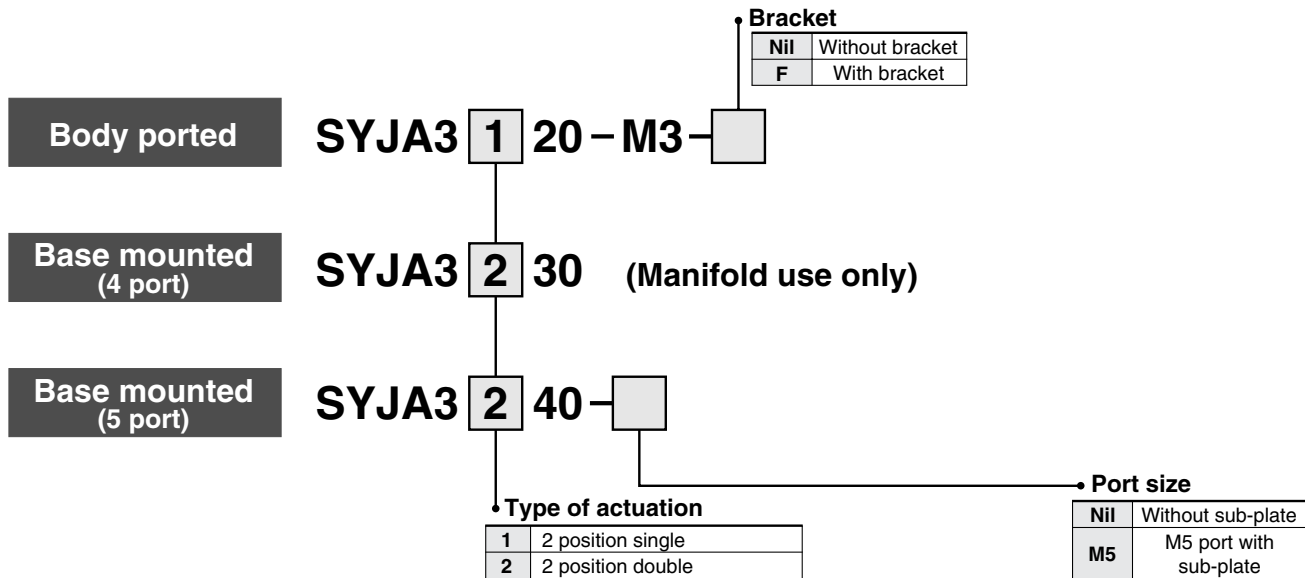 Bracket
Nil Without bracket
F With bracket
Body ported SYJA3 1 20 – M3 –
Base mounted
(4 port)
SYJA3 2 30 (Manifold use only)
Base mounted
(5 port)
SYJA3 2 40 –
Type of actuation
1 2 position single
2 2 position double
Port size
Nil Without sub-plate
M5 M5 port with
sub-plate